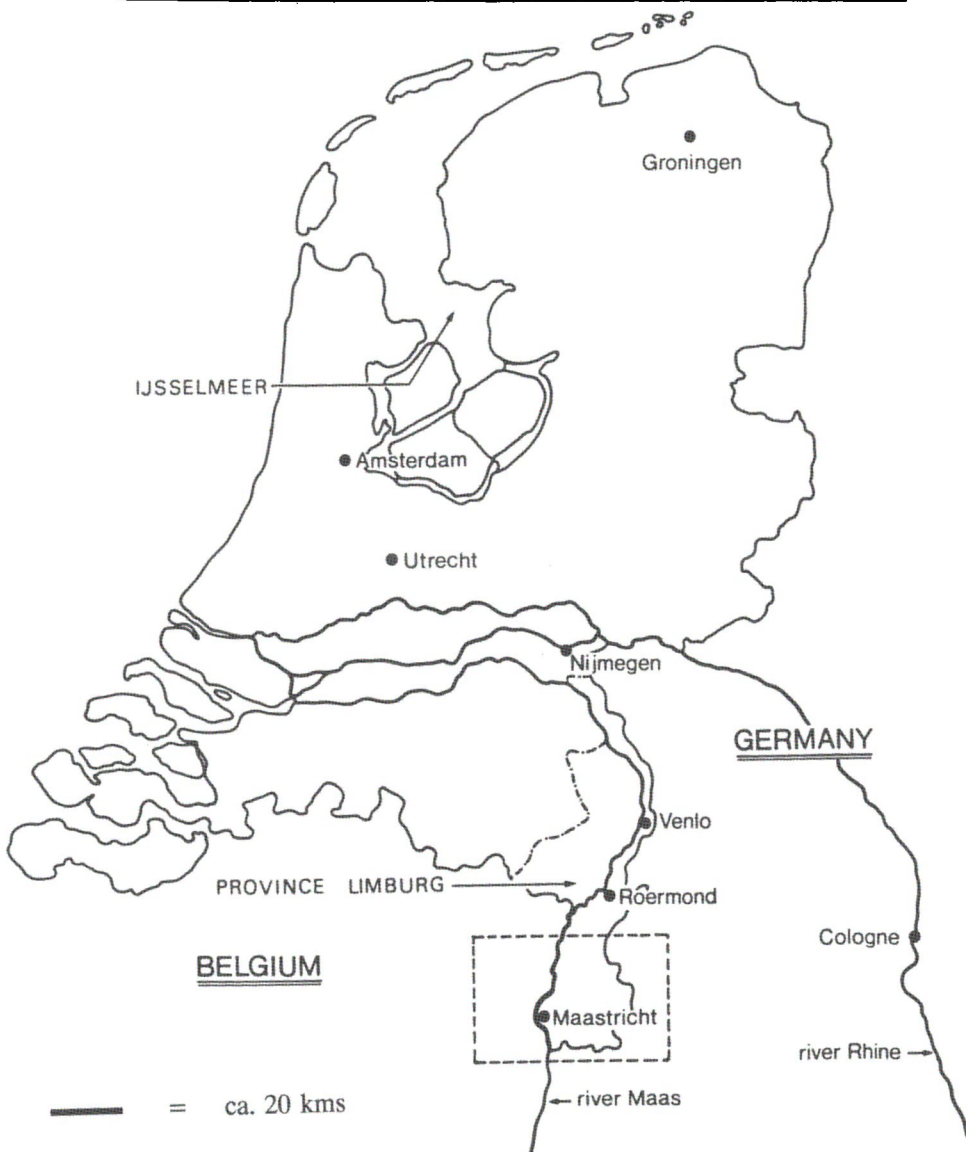 Groningen
IJSSELMEER
Amsterdam
Utrecht
Nijmegen
GERMANY
Venlo
PROVINCE LIMBURG
Roermond
Cologne
BELGIUM
Maastricht
river Rhine
river Maas
= ca. 20 kms